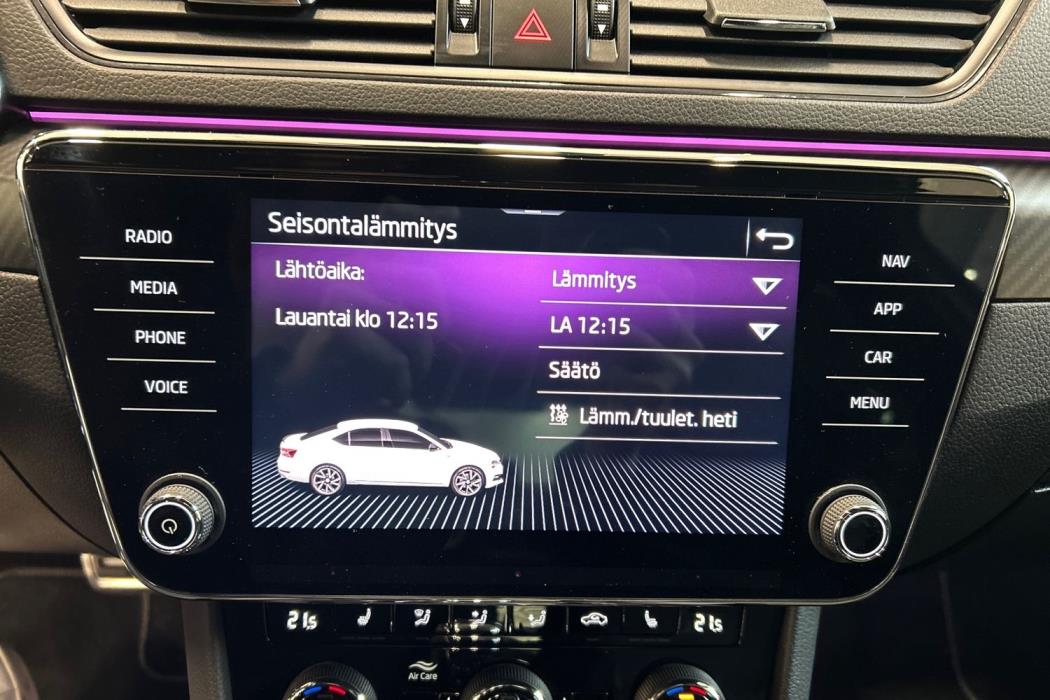 Seisontalämmitys
RADIO
MEDIA
PHONE
VOICE
Lähtöaika:
Lauantai klo 12:15
Lämmitys
LA 12:15
Säätö
Lämm./tuulet. heti
NAV
APP
CAR
MENU
21,5
21,5
Air Care